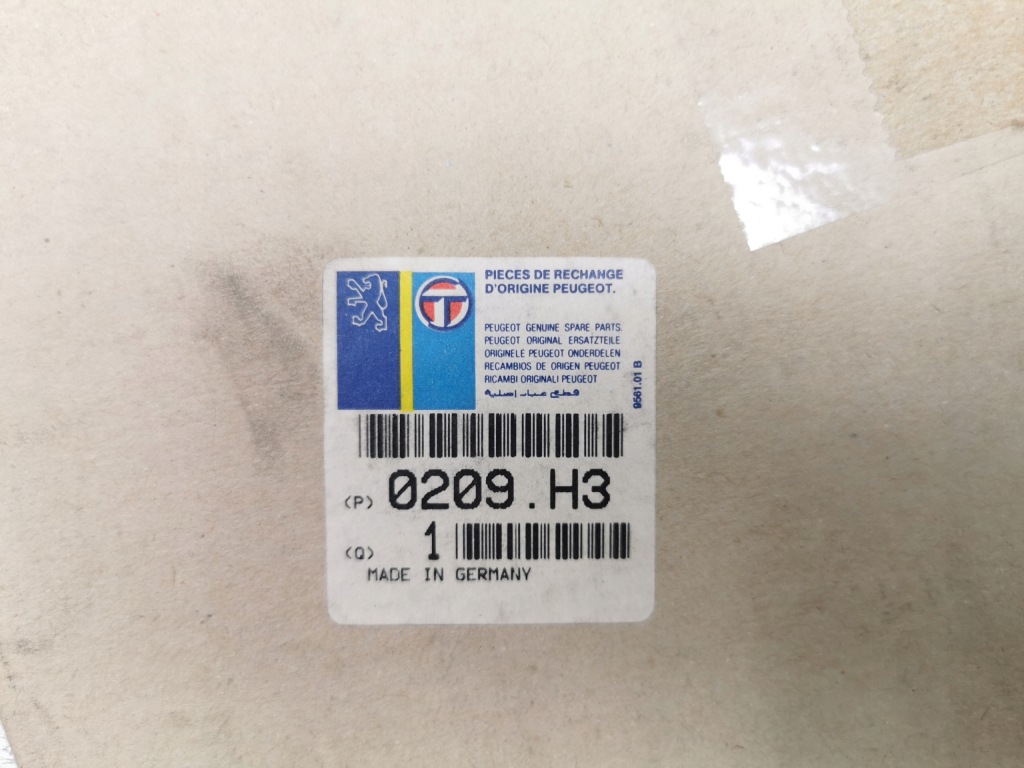 PIECES DE RECHANGE
D'ORIGINE PEUGEOT.
PEUGEOT GENUINE SPARE PARTS.
PEUGEOT ORIGINAL ERSATZTEILE
ORIGINELE PEUGEOT ONDERDELEN
RECAMBIOS DE ORIGEN PEUGEOT
RICAMBI ORIGINALI PEUGEOT
قطع غيار اصلية
9561.01 B
(P) 0209.H3
(Q) 1
MADE IN GERMANY